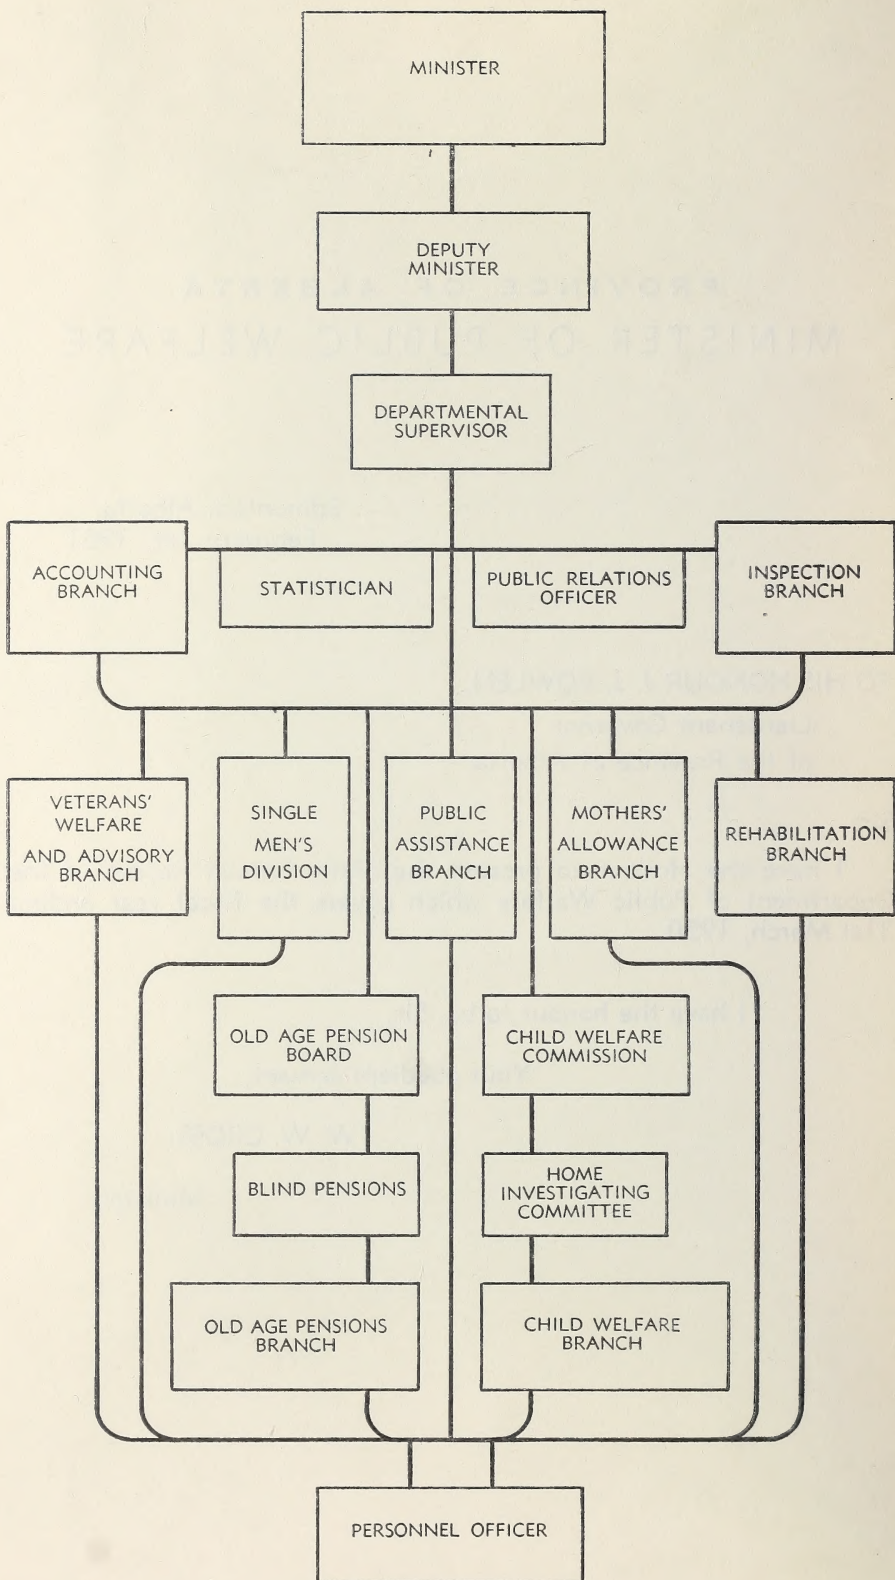 MINISTER
DEPUTY
MINISTER
DEPARTMENTAL
SUPERVISOR
ACCOUNTING
BRANCH
STATISTICIAN
PUBLIC RELATIONS
OFFICER
INSPECTION
BRANCH
VETERANS'
WELFARE
AND ADVISORY
BRANCH
SINGLE
MEN'S
DIVISION
PUBLIC
ASSISTANCE
BRANCH
MOTHERS'
ALLOWANCE
BRANCH
REHABILITATION
BRANCH
OLD AGE PENSION
BOARD
CHILD WELFARE
COMMISSION
BLIND PENSIONS
HOME
INVESTIGATING
COMMITTEE
OLD AGE PENSIONS
BRANCH
CHILD WELFARE
BRANCH
PERSONNEL OFFICER